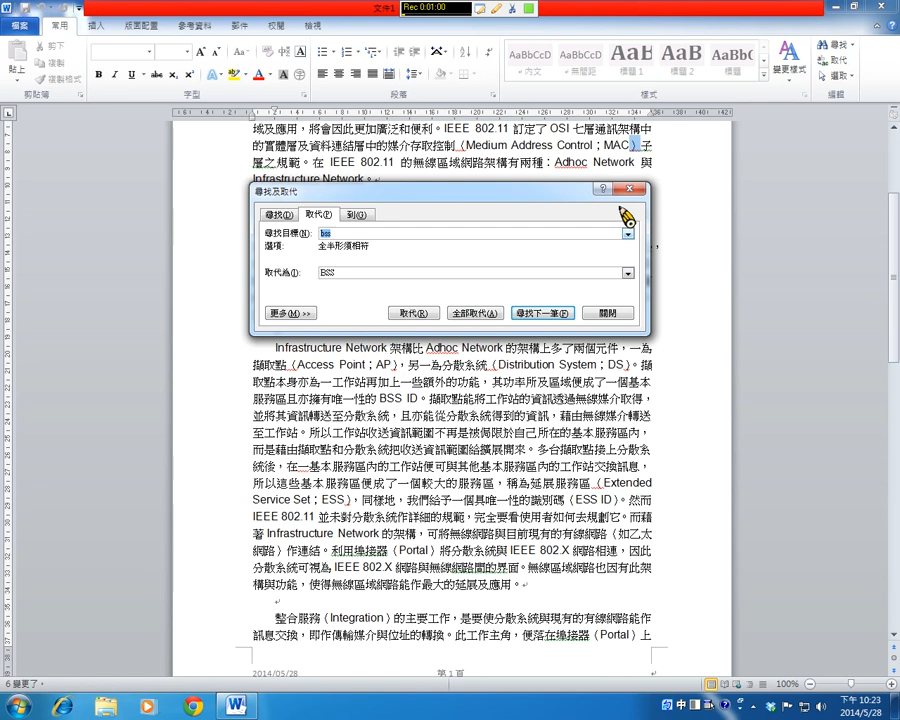 文件1
Rec 0:01:00
檔案 常用 插入 版面配置 參考資料 郵件 校閱 檢視
貼上 剪下 複製 複製格式
AaBbCcD AaBbCcD AaBb AaBb AaBbC
內文 無間距 標題 1 標題 2 標題
變更樣式 尋找 取代 選取
剪貼簿 字型 段落 樣式 編輯
域及應用,將會因此更加廣泛和便利。IEEE 802.11 訂定了 OSI 七層通訊架構中
的實體層及資料連結層中的媒介存取控制(Medium Address Control;MAC)子
層之規範。在 IEEE 802.11 的無線區域網路架構有兩種:Adhoc Network 與
Infrastructure Network。
尋找及取代
尋找(D) 取代(P) 到(G)
尋找目標(N): bss
選項: 全半形須相符
取代為(I): BSS
更多(M) >> 取代(R) 全部取代(A) 尋找下一筆(F) 關閉
Infrastructure Network 架構比 Adhoc Network 的架構上多了兩個元件,一為
擷取點(Access Point;AP),另一為分散系統(Distribution System;DS)。擷
取點本身亦為一工作站再加上一些額外的功能,其功率所及區域便成了一個基本
服務區且亦擁有唯一性的 BSS ID。擷取點能將工作站的資訊透過無線媒介取得,
並將其資訊轉送至分散系統,且亦能從分散系統得到的資訊,藉由無線媒介轉送
至工作站。所以工作站收送資訊範圍不再是被侷限於自己所在的基本服務區內,
而是藉由擷取點和分散系統把收送資訊範圍給擴展開來。多台擷取點接上分散系
統後,在一基本服務區內的工作站便可與其他基本服務區內的工作站交換訊息,
所以這些基本服務區便成了一個較大的服務區,稱為延展服務區(Extended
Service Set;ESS),同樣地,我們給予一個具唯一性的識別碼(ESS ID)。然而
IEEE 802.11 並未對分散系統作詳細的規範,完全要看使用者如何去規劃它。而藉
著 Infrastructure Network 的架構,可將無線網路與目前現有的有線網路(如乙太
網路)作連結。利用埠接器(Portal)將分散系統與 IEEE 802.X 網路相連,因此
分散系統可視為 IEEE 802.X 網路與無線網路間的界面。無線區域網路也因有此架
構與功能,使得無線區域網路能作最大的延展及應用。
整合服務(Integration)的主要工作,是要使分散系統與現有的有線網路能作
訊息交換,即作傳輸媒介與位址的轉換。此工作主角,便落在埠接器(Portal)上
2014/05/28 第 1 頁
6 變更了。 100%
中 下午 10:23
2014/5/28